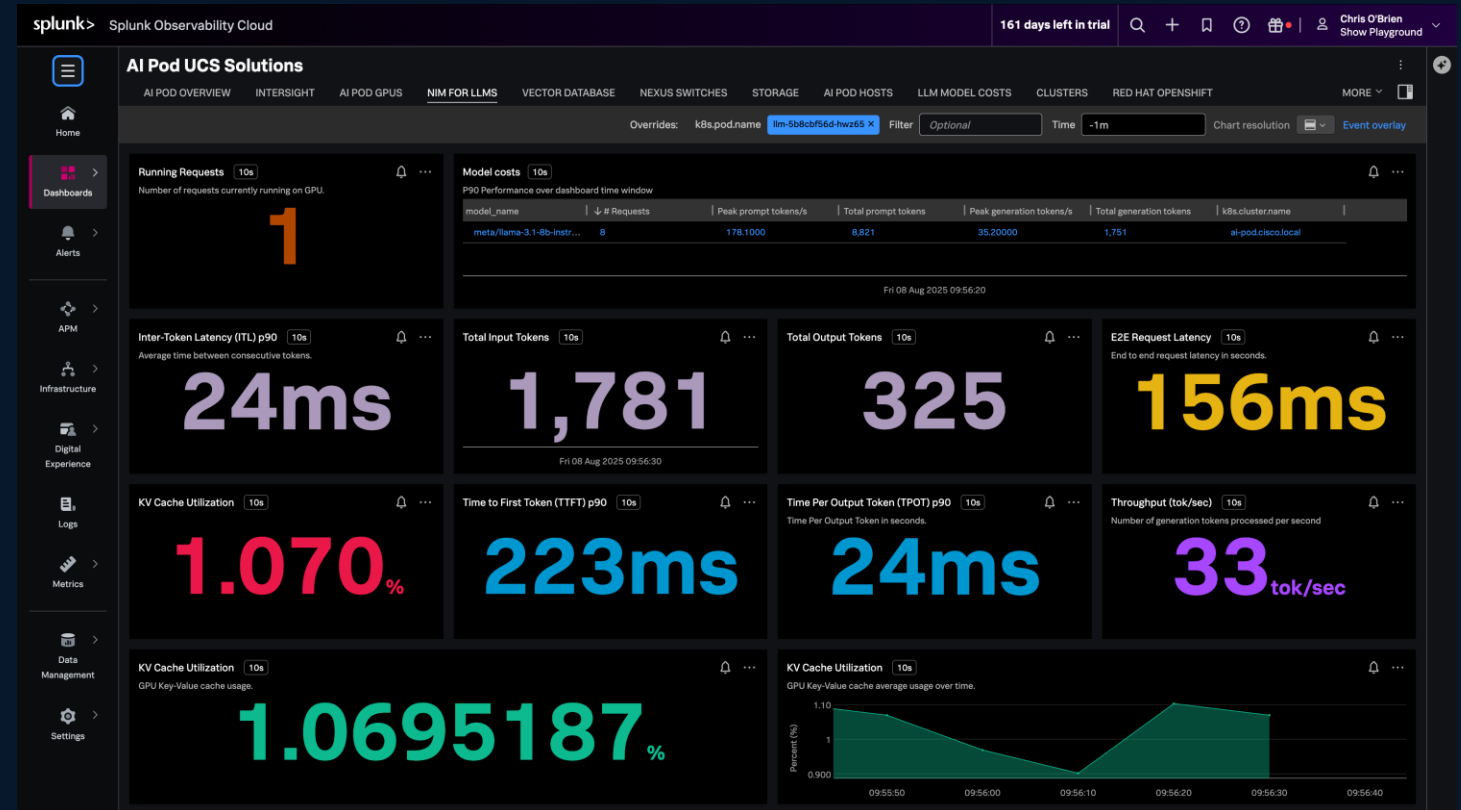 splunk> Splunk Observability Cloud
161 days left in trial
Chris O'Brien
Show Playground
AI Pod UCS Solutions
AI POD OVERVIEW INTERSIGHT AI POD GPUS NIM FOR LLMS VECTOR DATABASE NEXUS SWITCHES STORAGE AI POD HOSTS LLM MODEL COSTS CLUSTERS RED HAT OPENSHIFT MORE
Overrides: k8s.pod.name llm-5b8cbf56d-hwz65 × Filter Optional Time -1m Chart resolution Event overlay
Home
Dashboards
Alerts
APM
Infrastructure
Digital
Experience
Logs
Metrics
Data
Management
Settings
Running Requests 10s
Number of requests currently running on GPU.
1
Model costs 10s
P90 Performance over dashboard time window
model_name # Requests Peak prompt tokens/s Total prompt tokens Peak generation tokens/s Total generation tokens k8s.cluster.name
meta/llama-3.1-8b-instr... 8 178.1000 8,821 35.20000 1,751 ai-pod.cisco.local
Fri 08 Aug 2025 09:56:20
Inter-Token Latency (ITL) p90 10s
Average time between consecutive tokens.
24ms
Total Input Tokens 10s
1,781
Fri 08 Aug 2025 09:56:30
Total Output Tokens 10s
325
E2E Request Latency 10s
End to end request latency in seconds.
156ms
KV Cache Utilization 10s
1.070%
Time to First Token (TTFT) p90 10s
223ms
Time Per Output Token (TPOT) p90 10s
Time Per Output Token in seconds.
24ms
Throughput (tok/sec) 10s
Number of generation tokens processed per second
33 tok/sec
KV Cache Utilization 10s
GPU Key-Value cache usage.
1.0695187%
KV Cache Utilization 10s
GPU Key-Value cache average usage over time.
Percent (%)
1.10
1
0.900
09:55:50 09:56:00 09:56:10 09:56:20 09:56:30 09:56:40